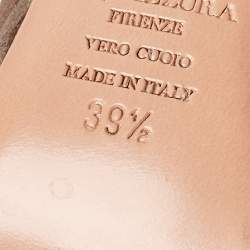 FIRENZE
VERO CUOIO
MADE IN ITALY
39½